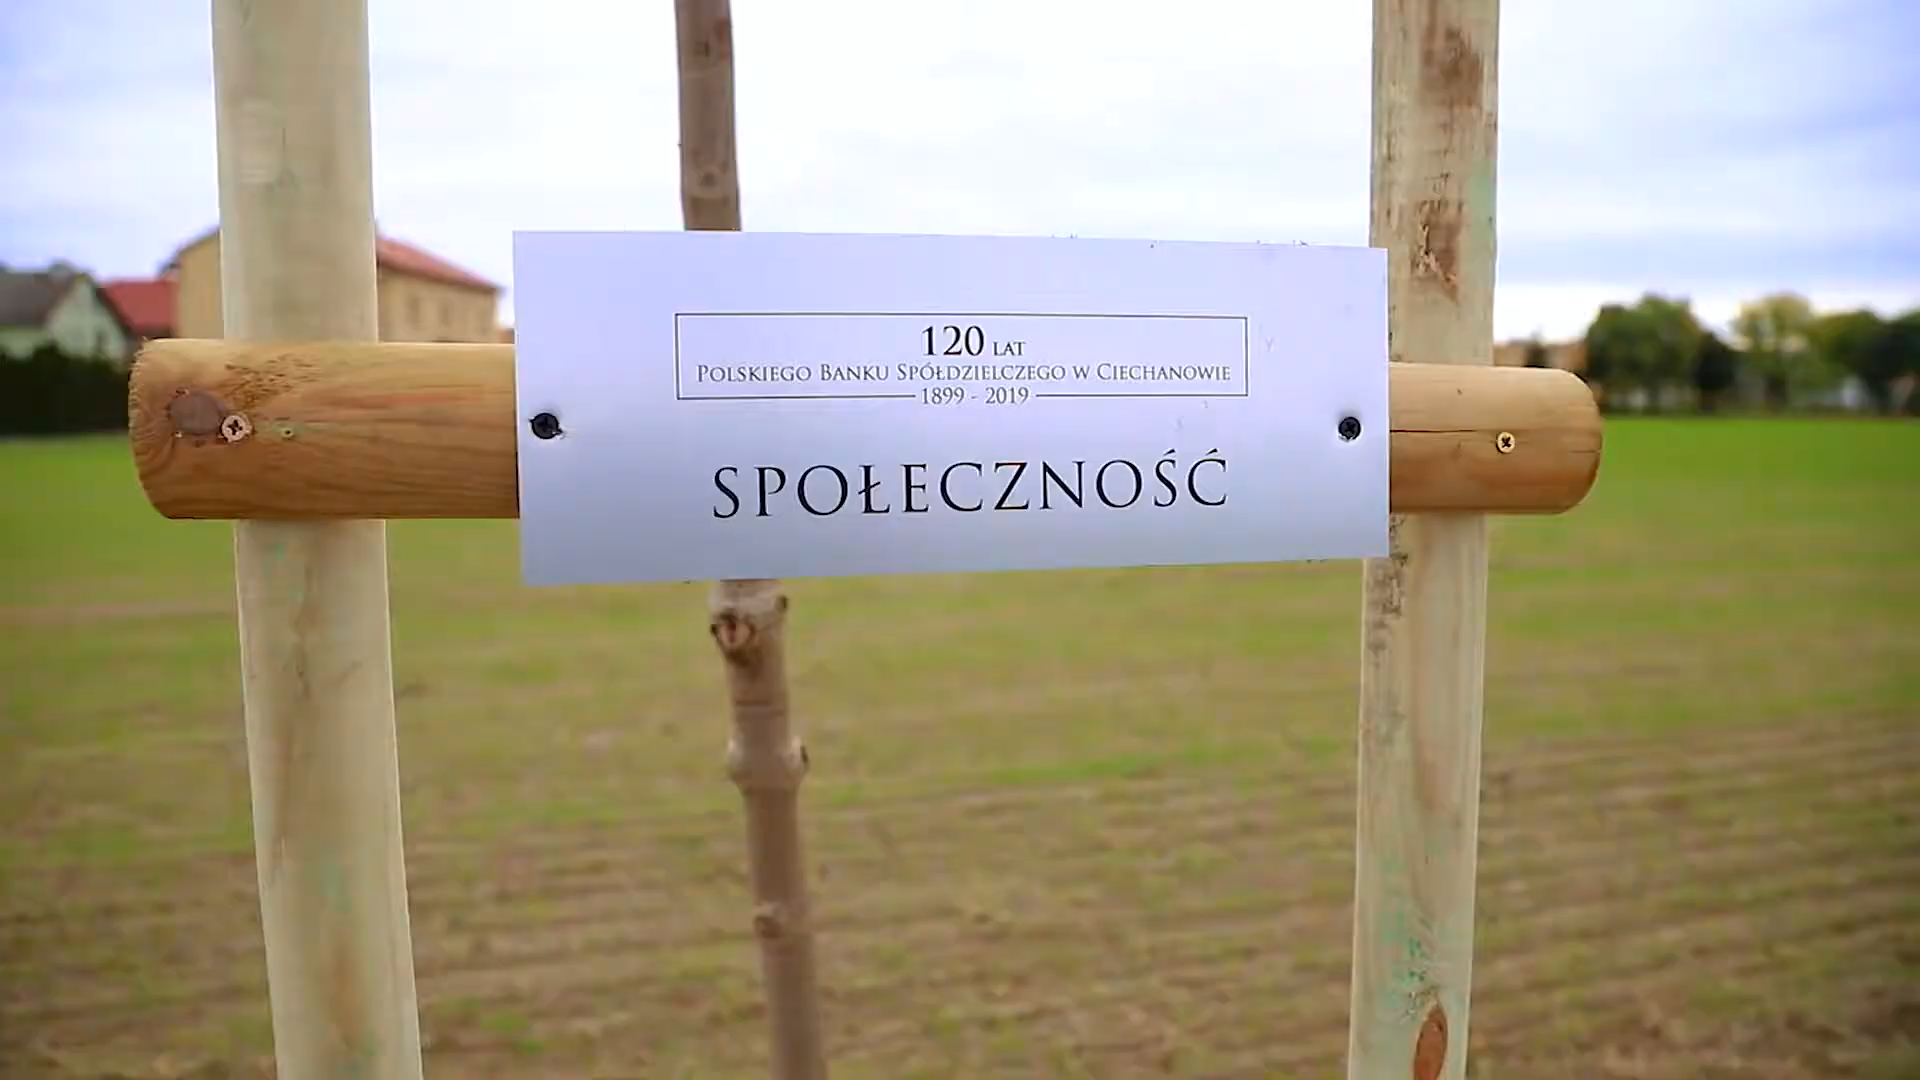 120 LAT
POLSKIEGO BANKU SPÓŁDZIELCZEGO W CIECHANOWIE
1899 - 2019
SPOŁECZNOŚĆ